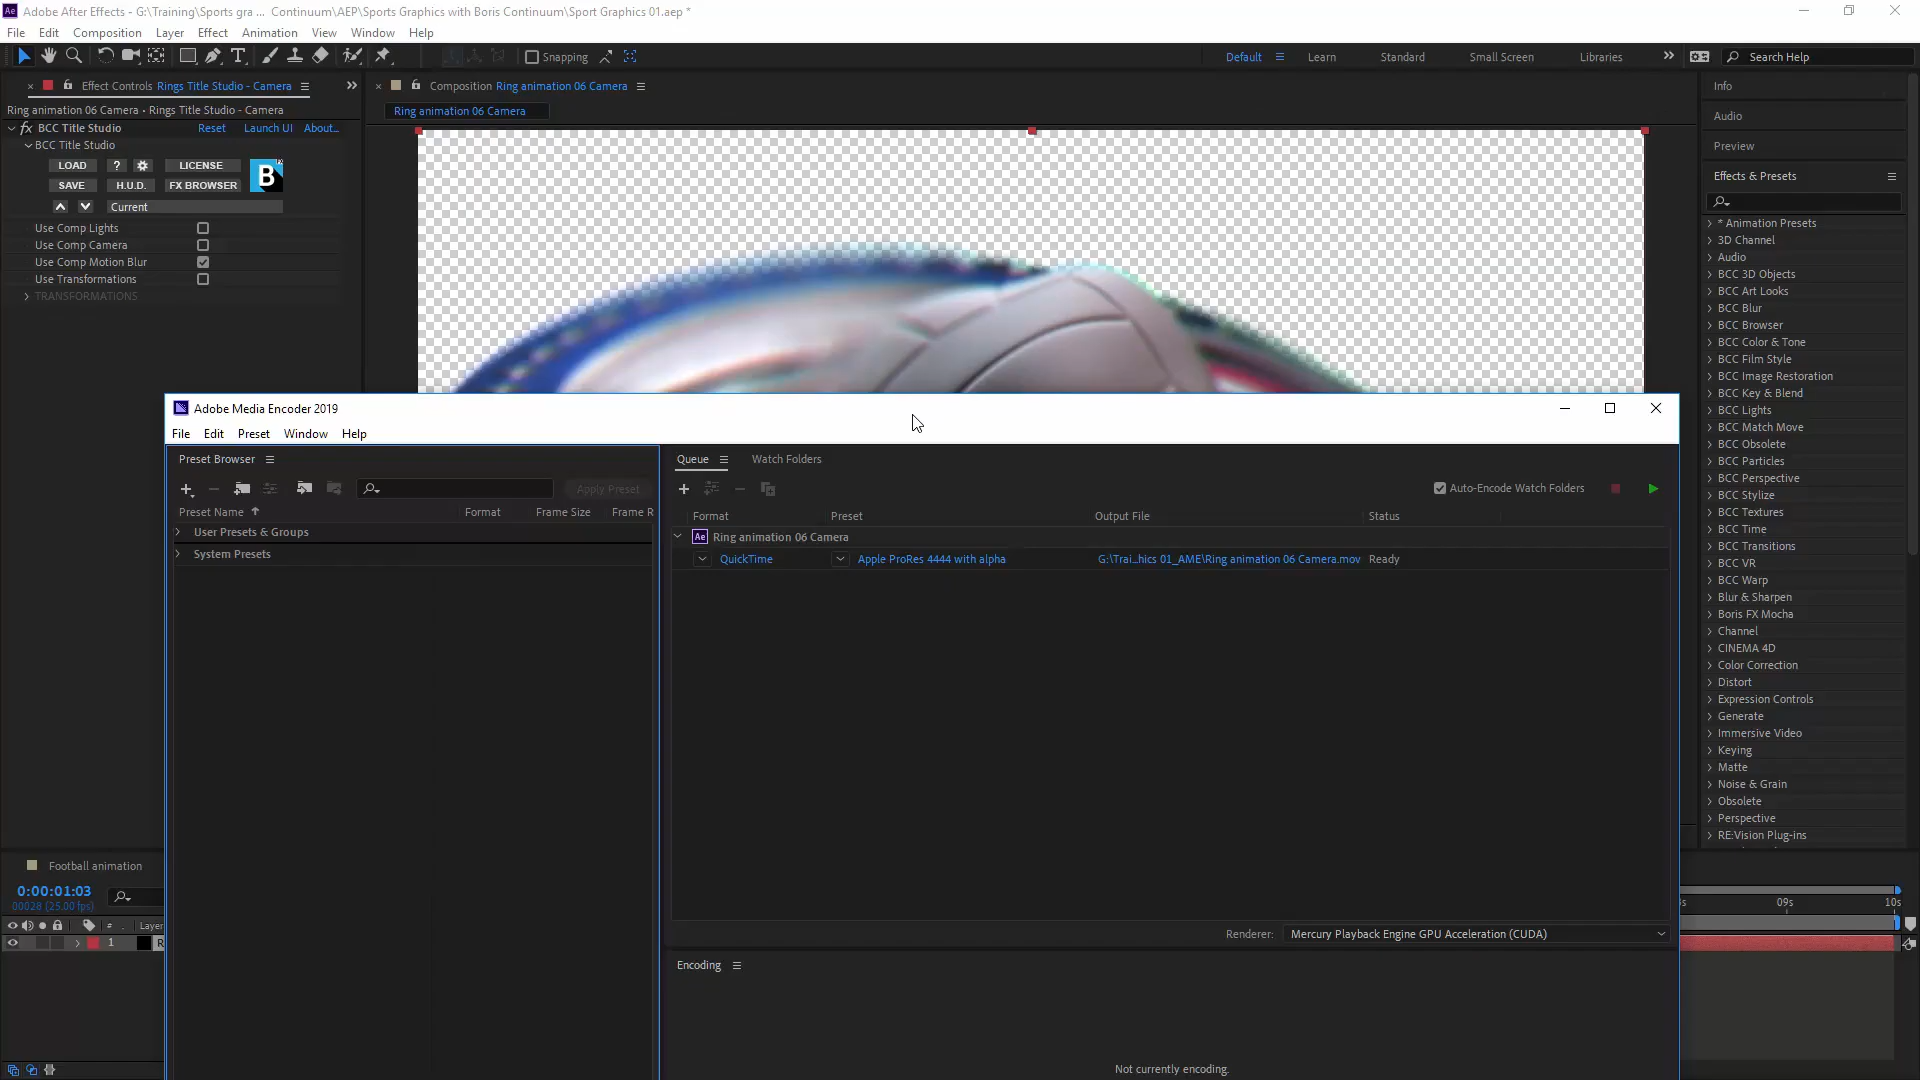 Adobe After Effects - G:\Training\Sports gra ... Continuum\AEP\Sports Graphics with Boris Continuum\Sport Graphics 01.aep *
File Edit Composition Layer Effect Animation View Window Help
Snapping
Default Learn Standard Small Screen Libraries Search Help
Effect Controls Rings Title Studio - Camera
Composition Ring animation 06 Camera
Ring animation 06 Camera • Rings Title Studio - Camera
Ring animation 06 Camera
fx BCC Title Studio Reset Launch UI About...
BCC Title Studio
LOAD ? LICENSE
SAVE H.U.D. FX BROWSER
B
Current
Use Comp Lights
Use Comp Camera
Use Comp Motion Blur
Use Transformations
TRANSFORMATIONS
Info
Audio
Preview
Effects & Presets
* Animation Presets
3D Channel
Audio
BCC 3D Objects
BCC Art Looks
BCC Blur
BCC Browser
BCC Color & Tone
BCC Film Style
BCC Image Restoration
BCC Key & Blend
BCC Lights
BCC Match Move
BCC Obsolete
BCC Particles
BCC Perspective
BCC Stylize
BCC Textures
BCC Time
BCC Transitions
BCC VR
BCC Warp
Blur & Sharpen
Boris FX Mocha
Channel
CINEMA 4D
Color Correction
Distort
Expression Controls
Generate
Immersive Video
Keying
Matte
Noise & Grain
Obsolete
Perspective
RE:Vision Plug-ins
Adobe Media Encoder 2019
File Edit Preset Window Help
Preset Browser
Apply Preset
Preset Name Format Frame Size Frame R
User Presets & Groups
System Presets
Queue Watch Folders
Auto-Encode Watch Folders
Format Preset Output File Status
Ae Ring animation 06 Camera
QuickTime Apple ProRes 4444 with alpha G:\Trai...hics 01_AME\Ring animation 06 Camera.mov Ready
Renderer: Mercury Playback Engine GPU Acceleration (CUDA)
Encoding
Not currently encoding.
Football animation
0:00:01:03
00028 (25.00 fps)
# Layer
1 R
09s 10s